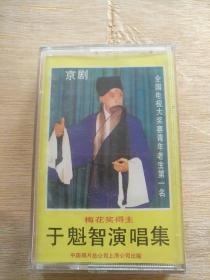 京剧
全国电视大奖赛青年老生第一名
梅花奖得主
于魁智演唱集
中国唱片总公司上海公司出版